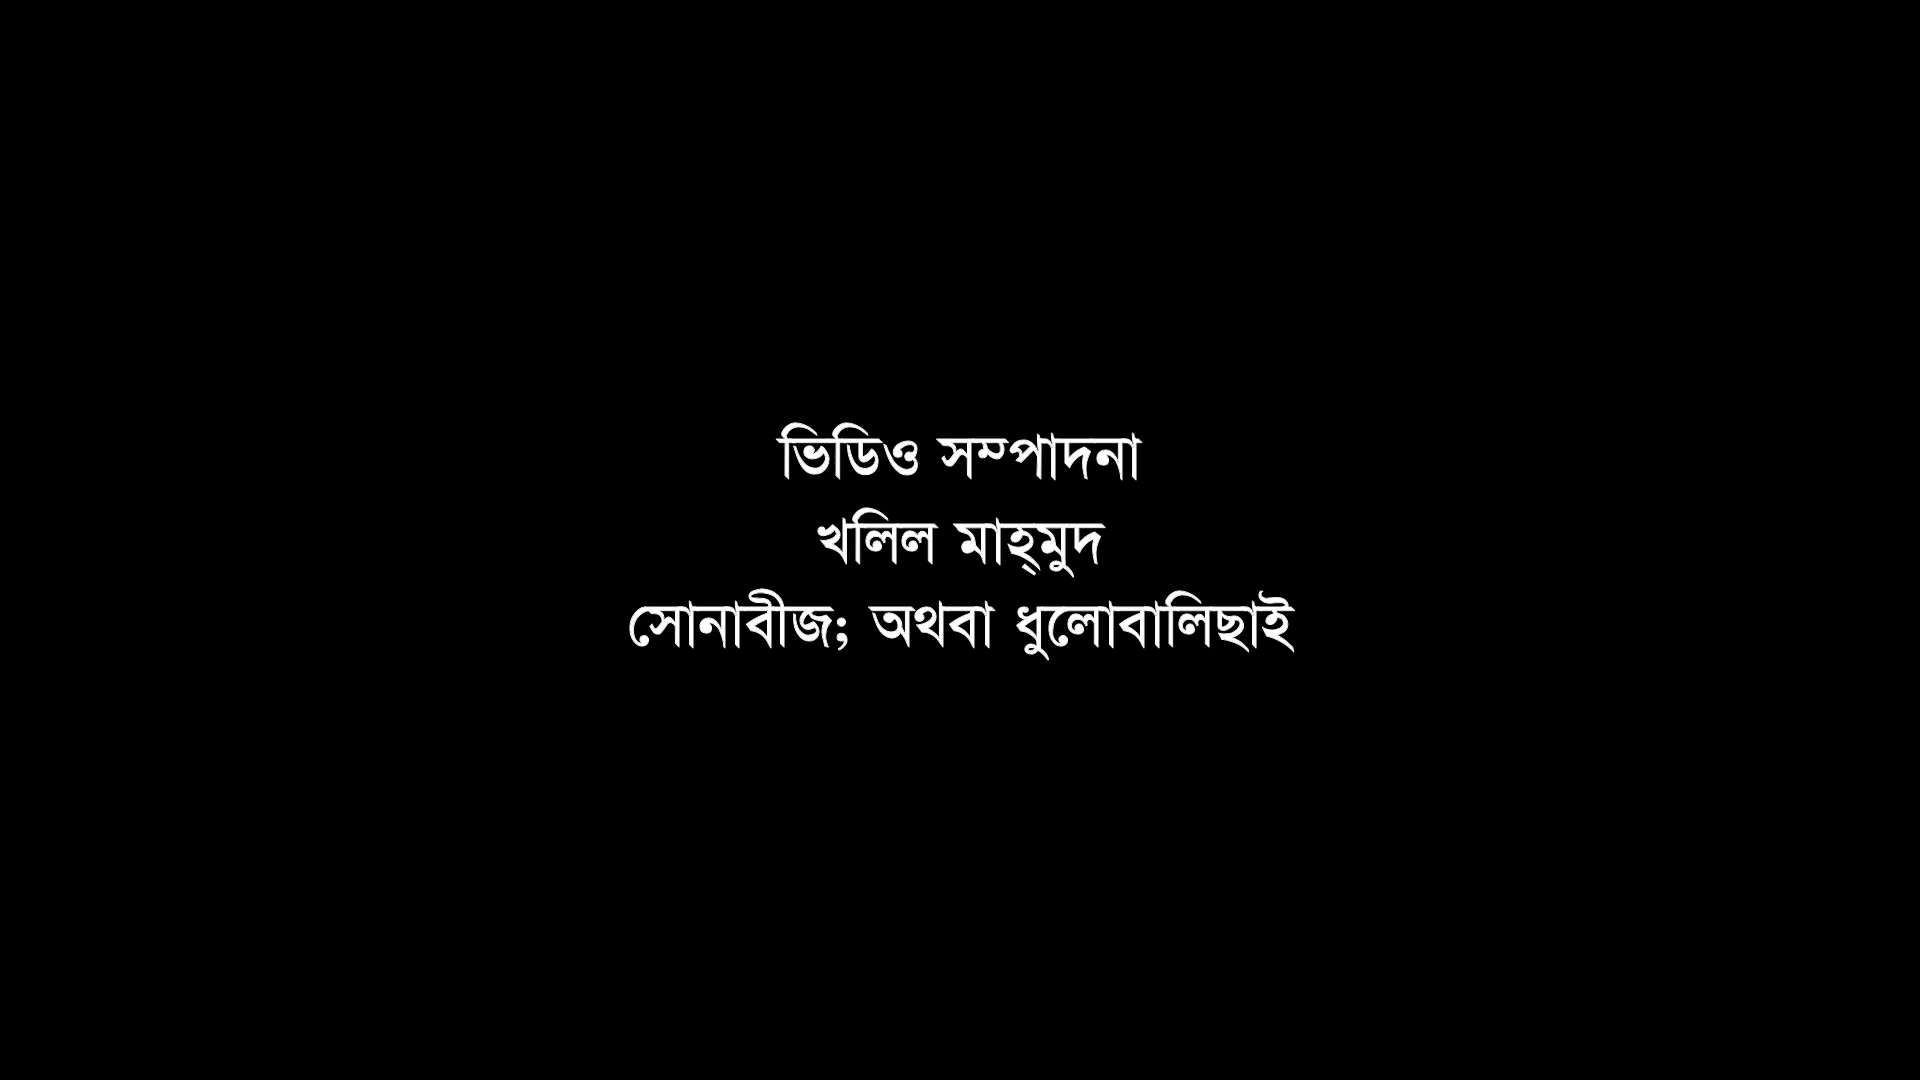 ভিডিও সম্পাদনা
খলিল মাহ্‌মুদ
সোনাবীজ; অথবা ধুলোবালিছাই